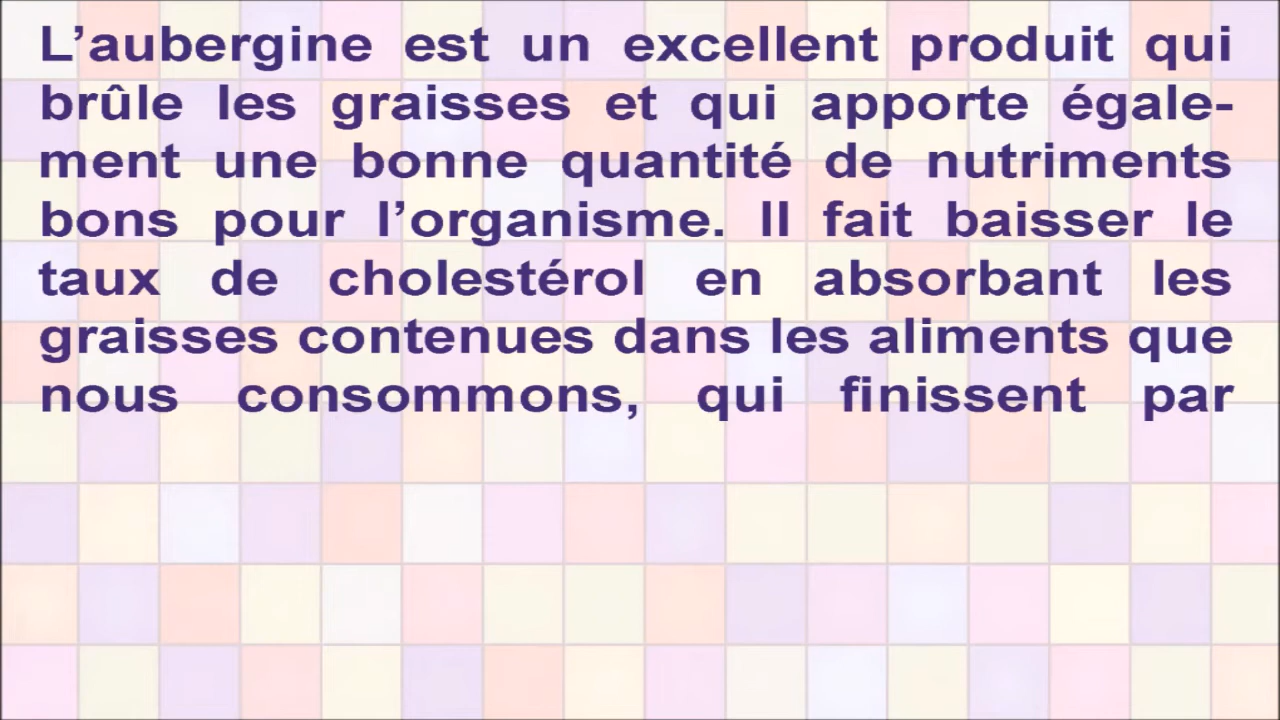 L’aubergine est un excellent produit qui
brûle les graisses et qui apporte égale-
ment une bonne quantité de nutriments
bons pour l’organisme. Il fait baisser le
taux de cholestérol en absorbant les
graisses contenues dans les aliments que
nous consommons, qui finissent par